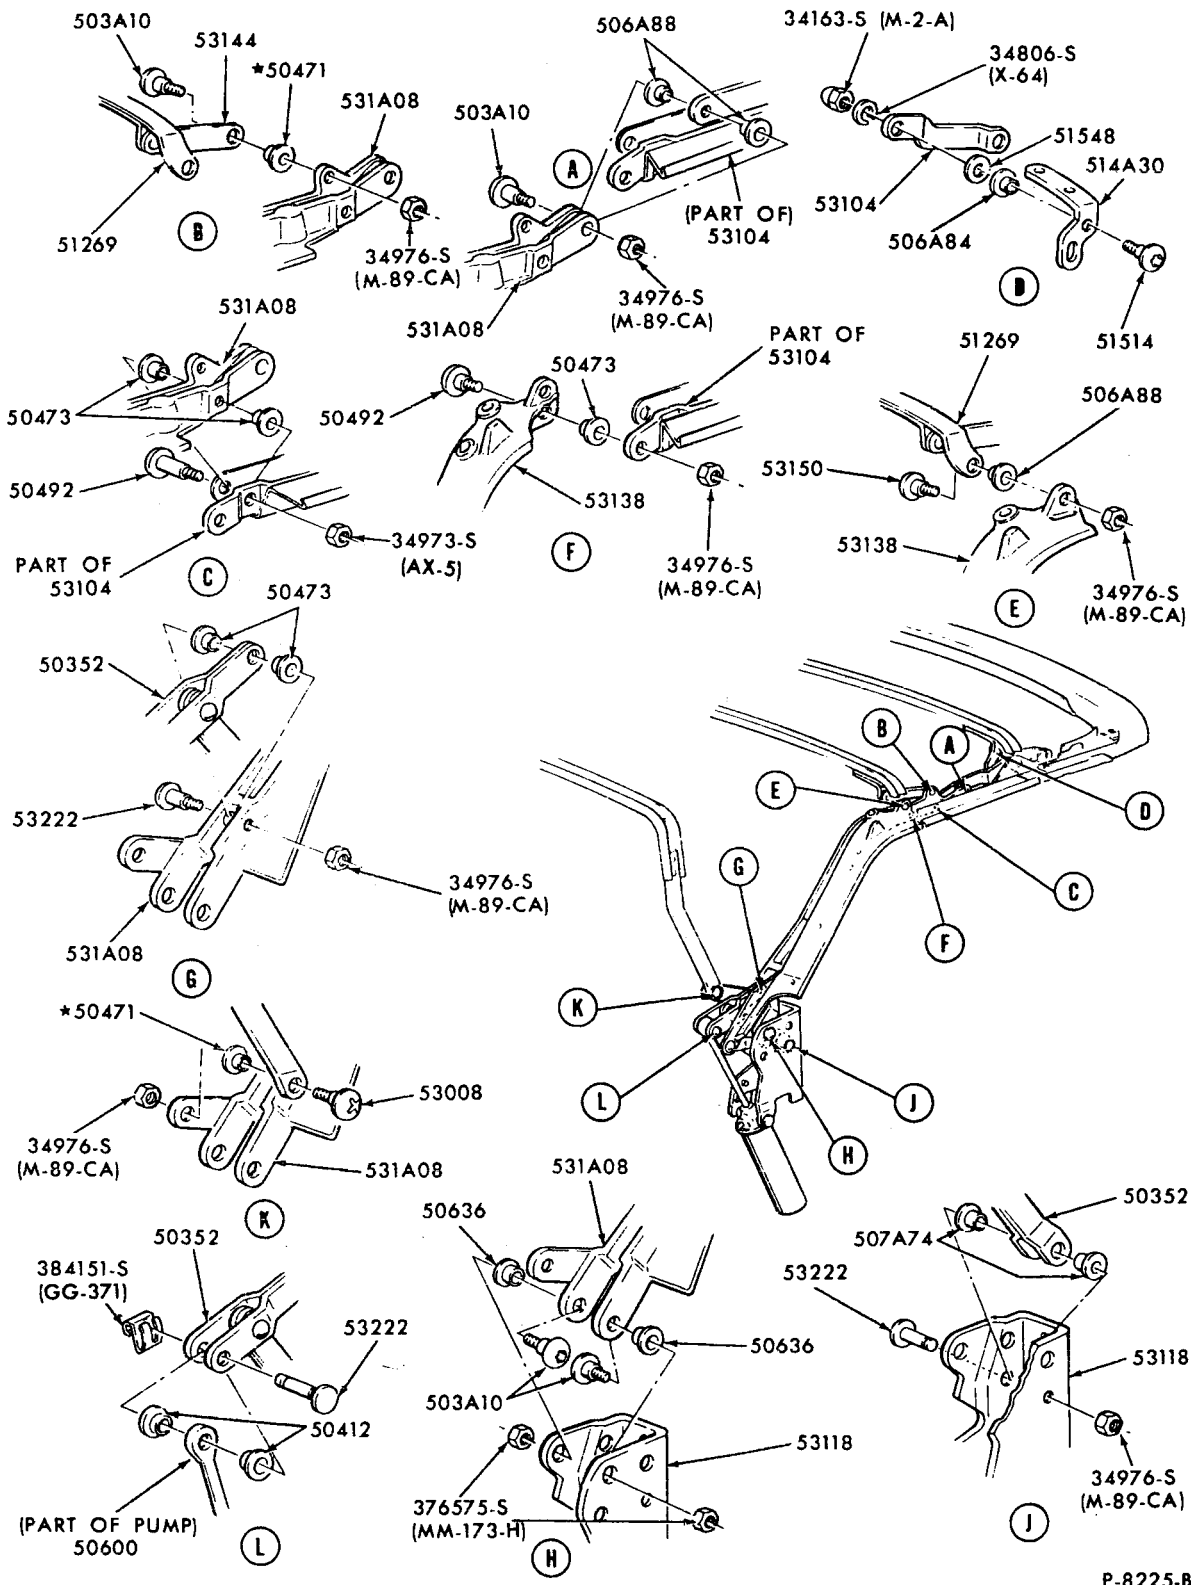 503A10
53144
*50471
531A08
51269
B
34976-S
(M-89-CA)
506A88
503A10
A
(PART OF)
53104
531A08
34976-S
(M-89-CA)
34163-S (M-2-A)
34806-S
(X-64)
51548
514A30
53104
506A84
D
51514
531A08
50473
50492
PART OF
53104
C
34973-S
(AX-5)
50473
50492
PART OF
53104
53138
F
34976-S
(M-89-CA)
51269
506A88
53150
53138
E
34976-S
(M-89-CA)
50473
50352
53222
34976-S
(M-89-CA)
531A08
G
B
A
E
D
G
C
F
K
L
J
H
*50471
53008
34976-S
(M-89-CA)
531A08
K
50352
384151-S
(GG-371)
53222
50412
(PART OF PUMP)
50600
L
531A08
50636
50636
503A10
53118
376575-S
(MM-173-H)
H
50352
507A74
53222
53118
34976-S
(M-89-CA)
J
P-8225-B